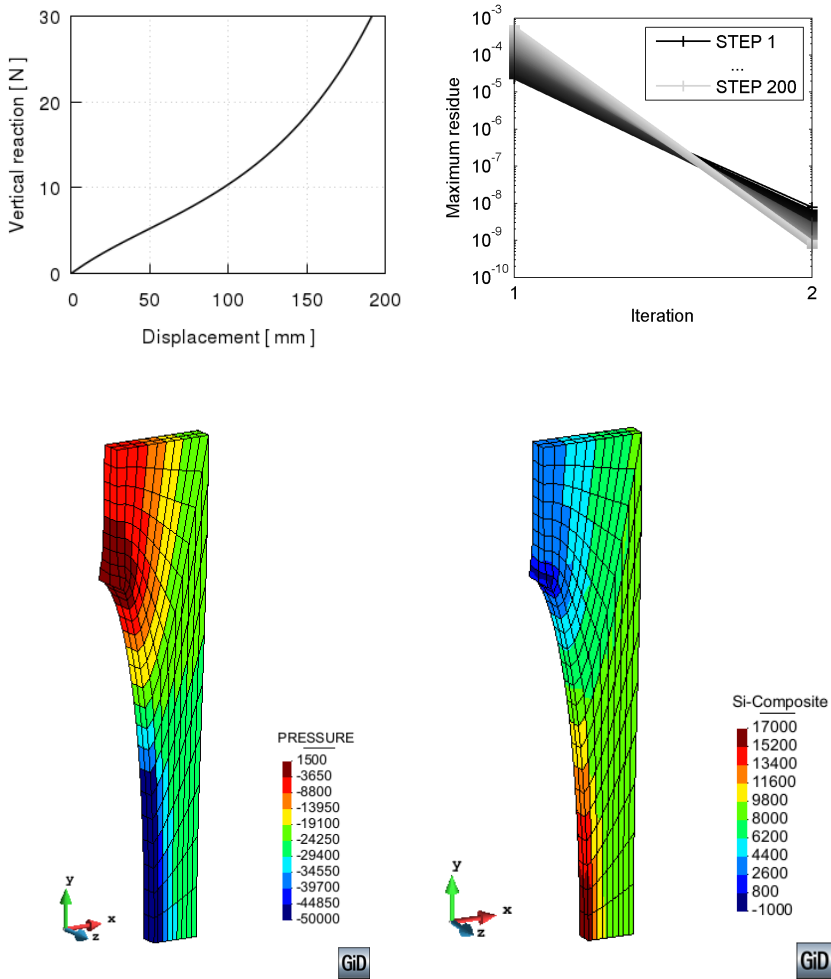 30
20
10
0
Vertical reaction [ N ]
0 50 100 150 200
Displacement [ mm ]
10-3
10-4
10-5
10-6
10-7
10-8
10-9
10-10
Maximum residue
STEP 1
...
STEP 200
1 2
Iteration
PRESSURE
1500
-3650
-8800
-13950
-19100
-24250
-29400
-34550
-39700
-44850
-50000
y
x
z
GiD
Si-Composite
17000
15200
13400
11600
9800
8000
6200
4400
2600
800
-1000
y
x
z
GiD